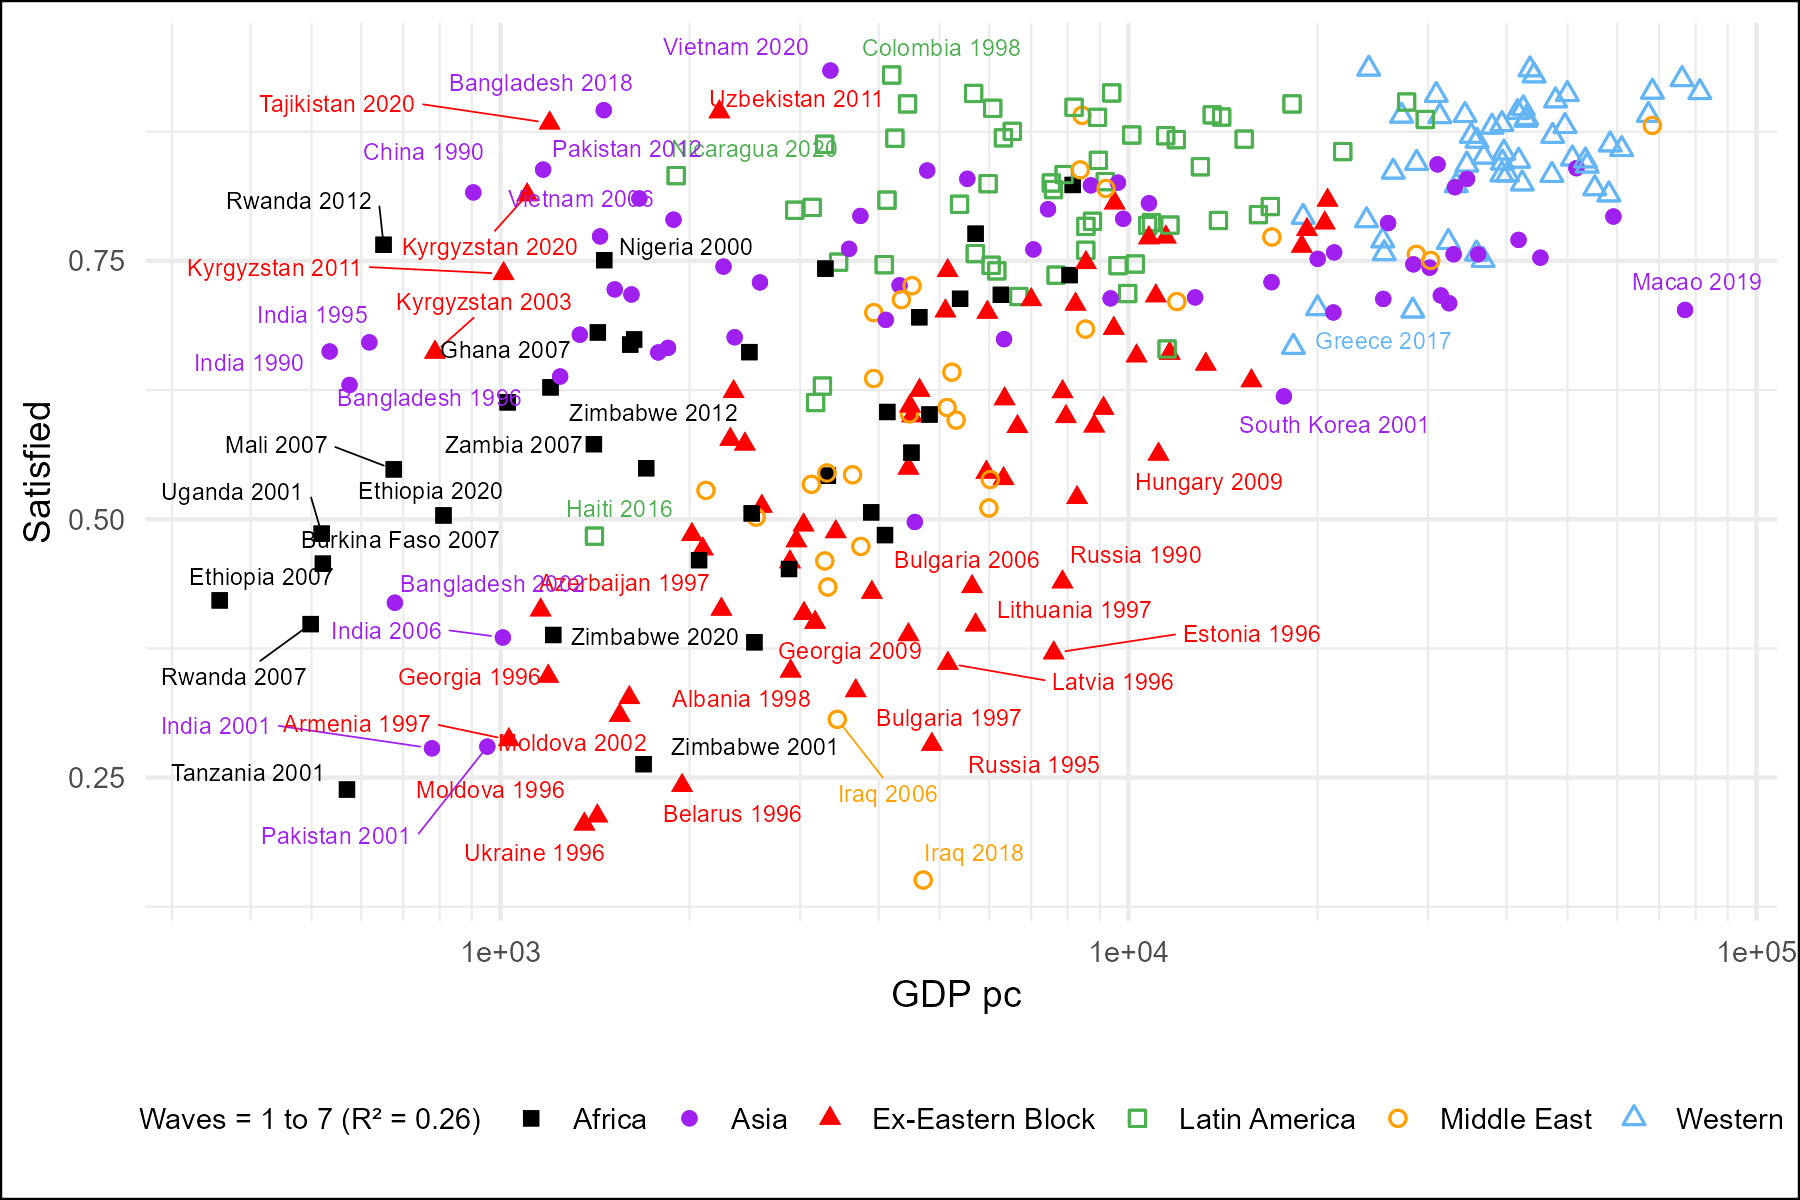 Vietnam 2020
Colombia 1998
Bangladesh 2018
Tajikistan 2020
Uzbekistan 2011
China 1990
Pakistan 2012
Nicaragua 2020
Rwanda 2012
Vietnam 2006
Kyrgyzstan 2020
Nigeria 2000
0.75
Kyrgyzstan 2011
Macao 2019
Kyrgyzstan 2003
India 1995
Greece 2017
Ghana 2007
India 1990
Bangladesh 1996
Zimbabwe 2012
South Korea 2001
Mali 2007
Zambia 2007
Satisfied
Hungary 2009
Uganda 2001
Ethiopia 2020
Haiti 2016
0.50
Burkina Faso 2007
Russia 1990
Bulgaria 2006
Ethiopia 2007
Bangladesh 2002
Azerbaijan 1997
Lithuania 1997
India 2006
Zimbabwe 2020
Estonia 1996
Georgia 2009
Rwanda 2007
Georgia 1996
Latvia 1996
Albania 1998
India 2001
Armenia 1997
Bulgaria 1997
Moldova 2002
Zimbabwe 2001
Russia 1995
Tanzania 2001
0.25
Moldova 1996
Iraq 2006
Belarus 1996
Pakistan 2001
Ukraine 1996
Iraq 2018
1e+03 1e+04 1e+05
GDP pc
Waves = 1 to 7 (R² = 0.26) Africa Asia Ex-Eastern Block Latin America Middle East Western